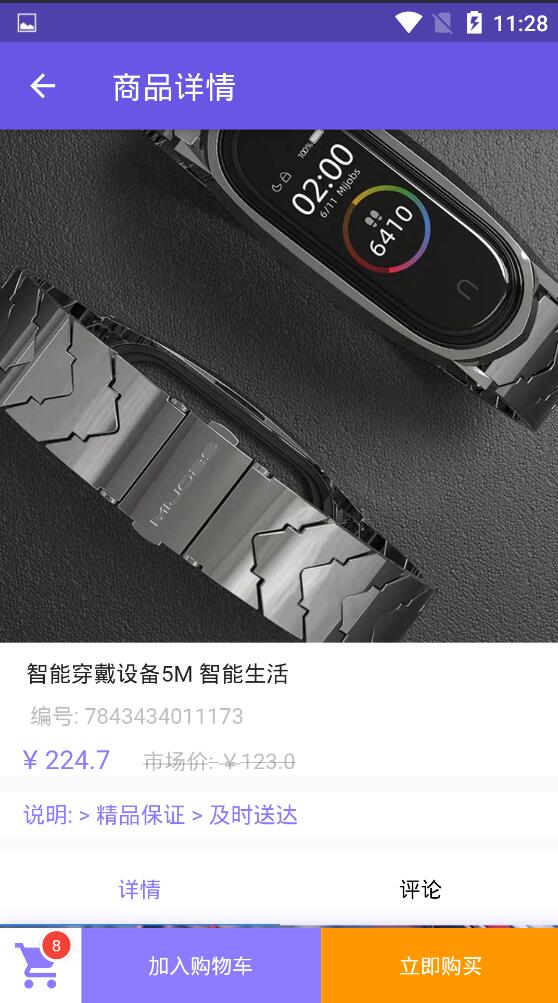 11:28
商品详情
100%
02:00
6/11 Mijobs
6410
MIJOBS
智能穿戴设备5M 智能生活
编号: 7843434011173
¥ 224.7 市场价: ¥ 123.0
说明: > 精品保证 > 及时送达
详情 评论
8 加入购物车 立即购买